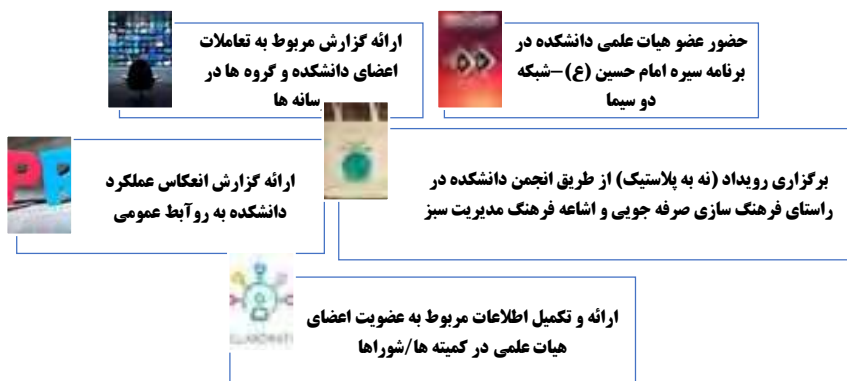 حضور عضو هیات علمی دانشکده در
برنامه سیره امام حسین (ع)–شبکه
دو سیما
ارائه گزارش مربوط به تعاملات
اعضای دانشکده و گروه ها در
رسانه ها
برگزاری رویداد (نه به پلاستیک) از طریق انجمن دانشکده در
راستای فرهنگ سازی صرفه جویی و اشاعه فرهنگ مدیریت سبز
ارائه گزارش انعکاس عملکرد
دانشکده به روآبط عمومی
PR
ارائه و تکمیل اطلاعات مربوط به عضویت اعضای
هیات علمی در کمیته ها/شوراها